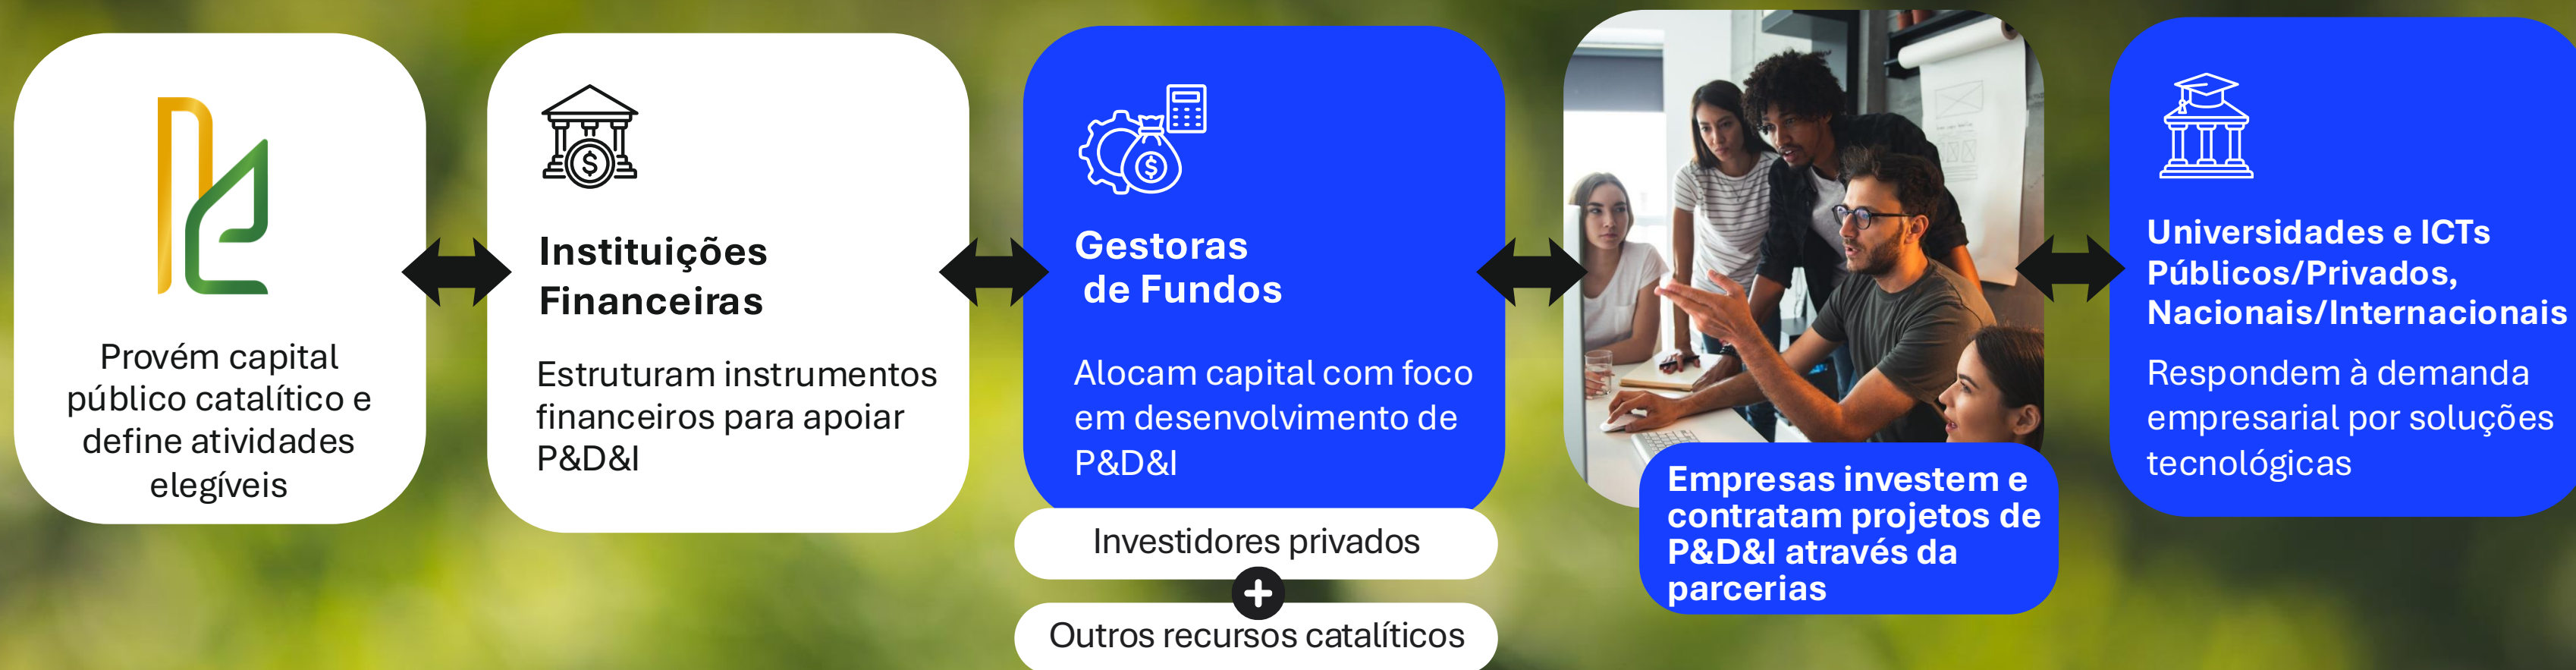 Provém capital
público catalítico e
define atividades
elegíveis
Instituições
Financeiras
Estruturam instrumentos
financeiros para apoiar
P&D&I
Gestoras
de Fundos
Alocam capital com foco
em desenvolvimento de
P&D&I
Investidores privados
+
Outros recursos catalíticos
Empresas investem e
contratam projetos de
P&D&I através da
parcerias
Universidades e ICTs
Públicos/Privados,
Nacionais/Internacionais
Respondem à demanda
empresarial por soluções
tecnológicas